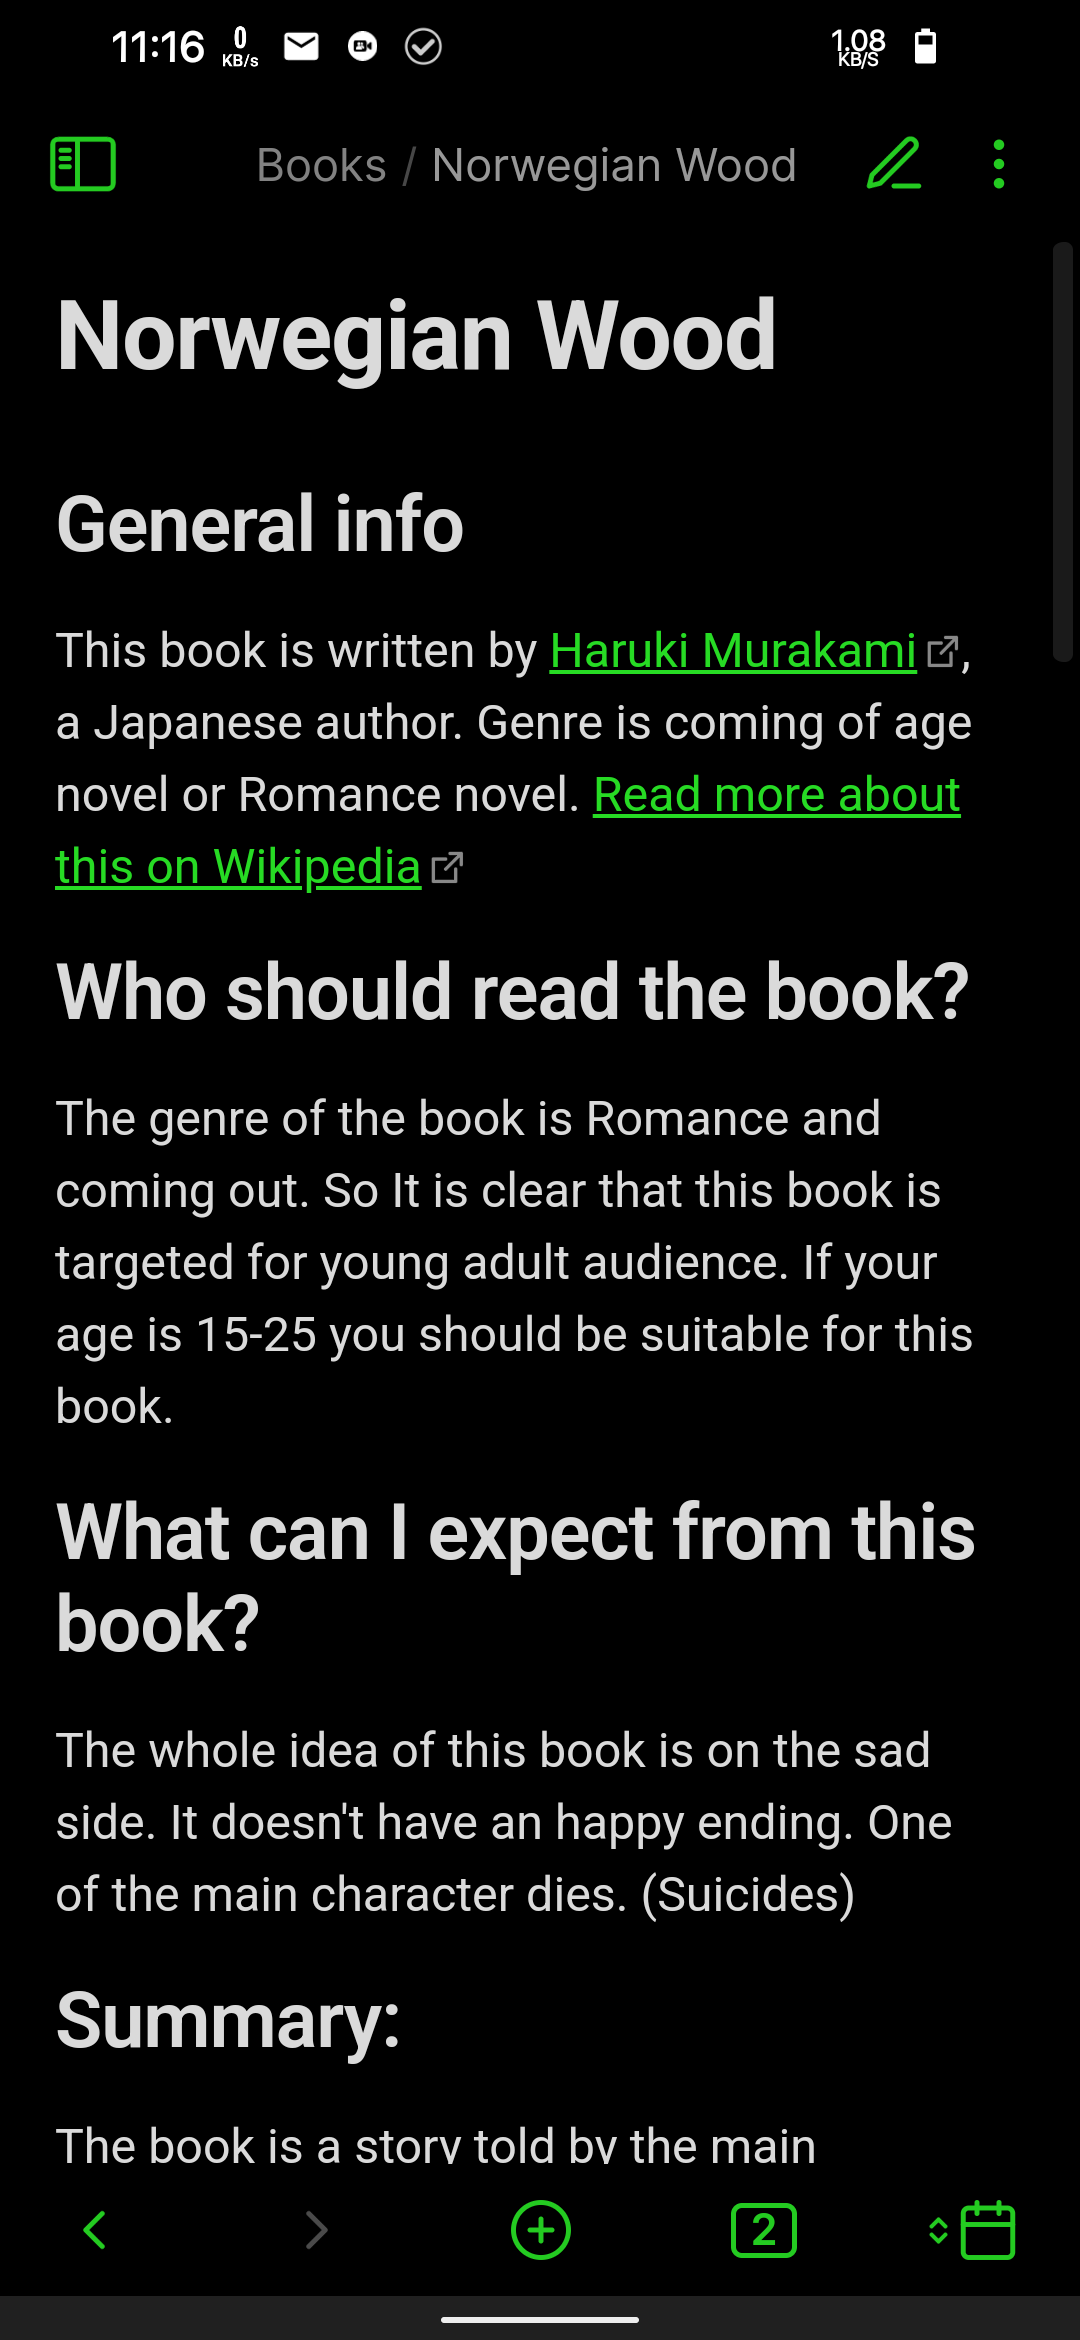 11:16 0 KB/s 1.08 KB/S
Books / Norwegian Wood
Norwegian Wood
General info
This book is written by Haruki Murakami,
a Japanese author. Genre is coming of age
novel or Romance novel. Read more about
this on Wikipedia
Who should read the book?
The genre of the book is Romance and
coming out. So It is clear that this book is
targeted for young adult audience. If your
age is 15-25 you should be suitable for this
book.
What can I expect from this
book?
The whole idea of this book is on the sad
side. It doesn't have an happy ending. One
of the main character dies. (Suicides)
Summary:
The book is a story told by the main
2